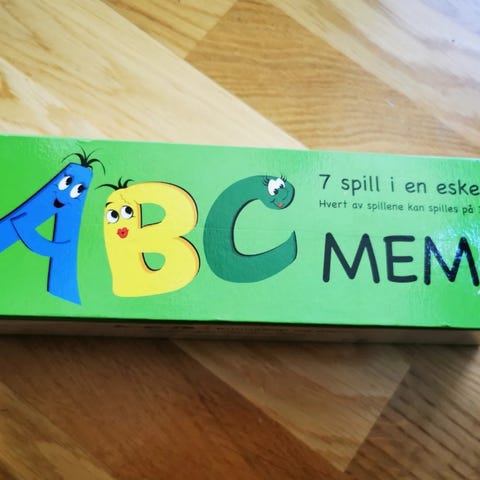 ABC
7 spill i en eske
Hvert av spillene kan spilles på
MEM